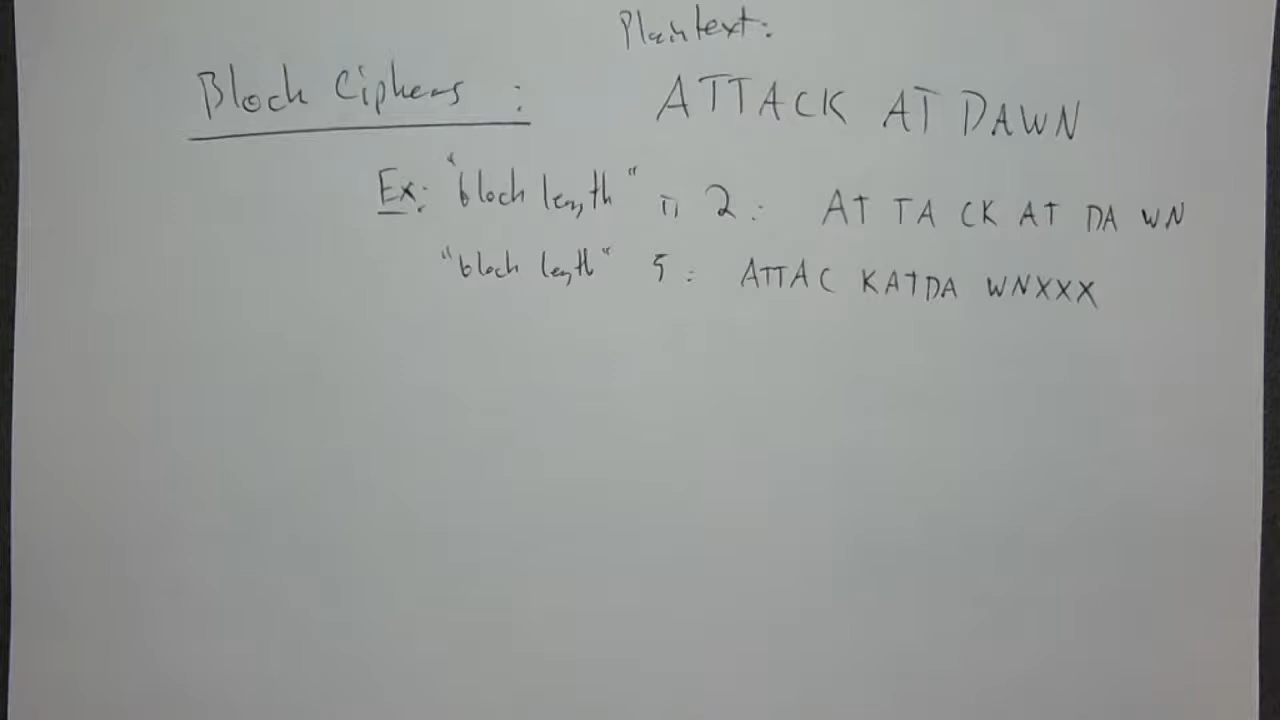 Plaintext:
Block Ciphers : ATTACK AT DAWN
Ex: "block length" is 2: AT TA CK AT DA WN
"block length" 5: ATTAC KATDA WNXXX